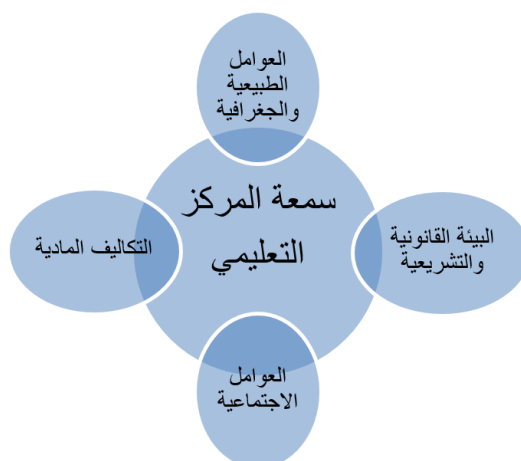 العوامل
الطبيعية
والجغرافية
سمعة المركز
التعليمي
البيئة القانونية
والتشريعية
التكاليف المادية
العوامل
الاجتماعية